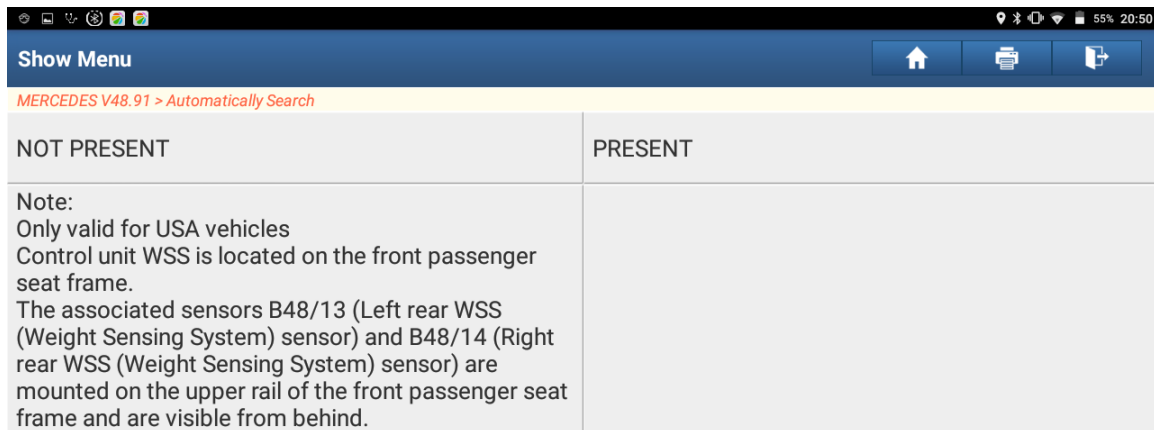 55% 20:50
Show Menu
MERCEDES V48.91 > Automatically Search
NOT PRESENT
PRESENT
Note:
Only valid for USA vehicles
Control unit WSS is located on the front passenger
seat frame.
The associated sensors B48/13 (Left rear WSS
(Weight Sensing System) sensor) and B48/14 (Right
rear WSS (Weight Sensing System) sensor) are
mounted on the upper rail of the front passenger seat
frame and are visible from behind.